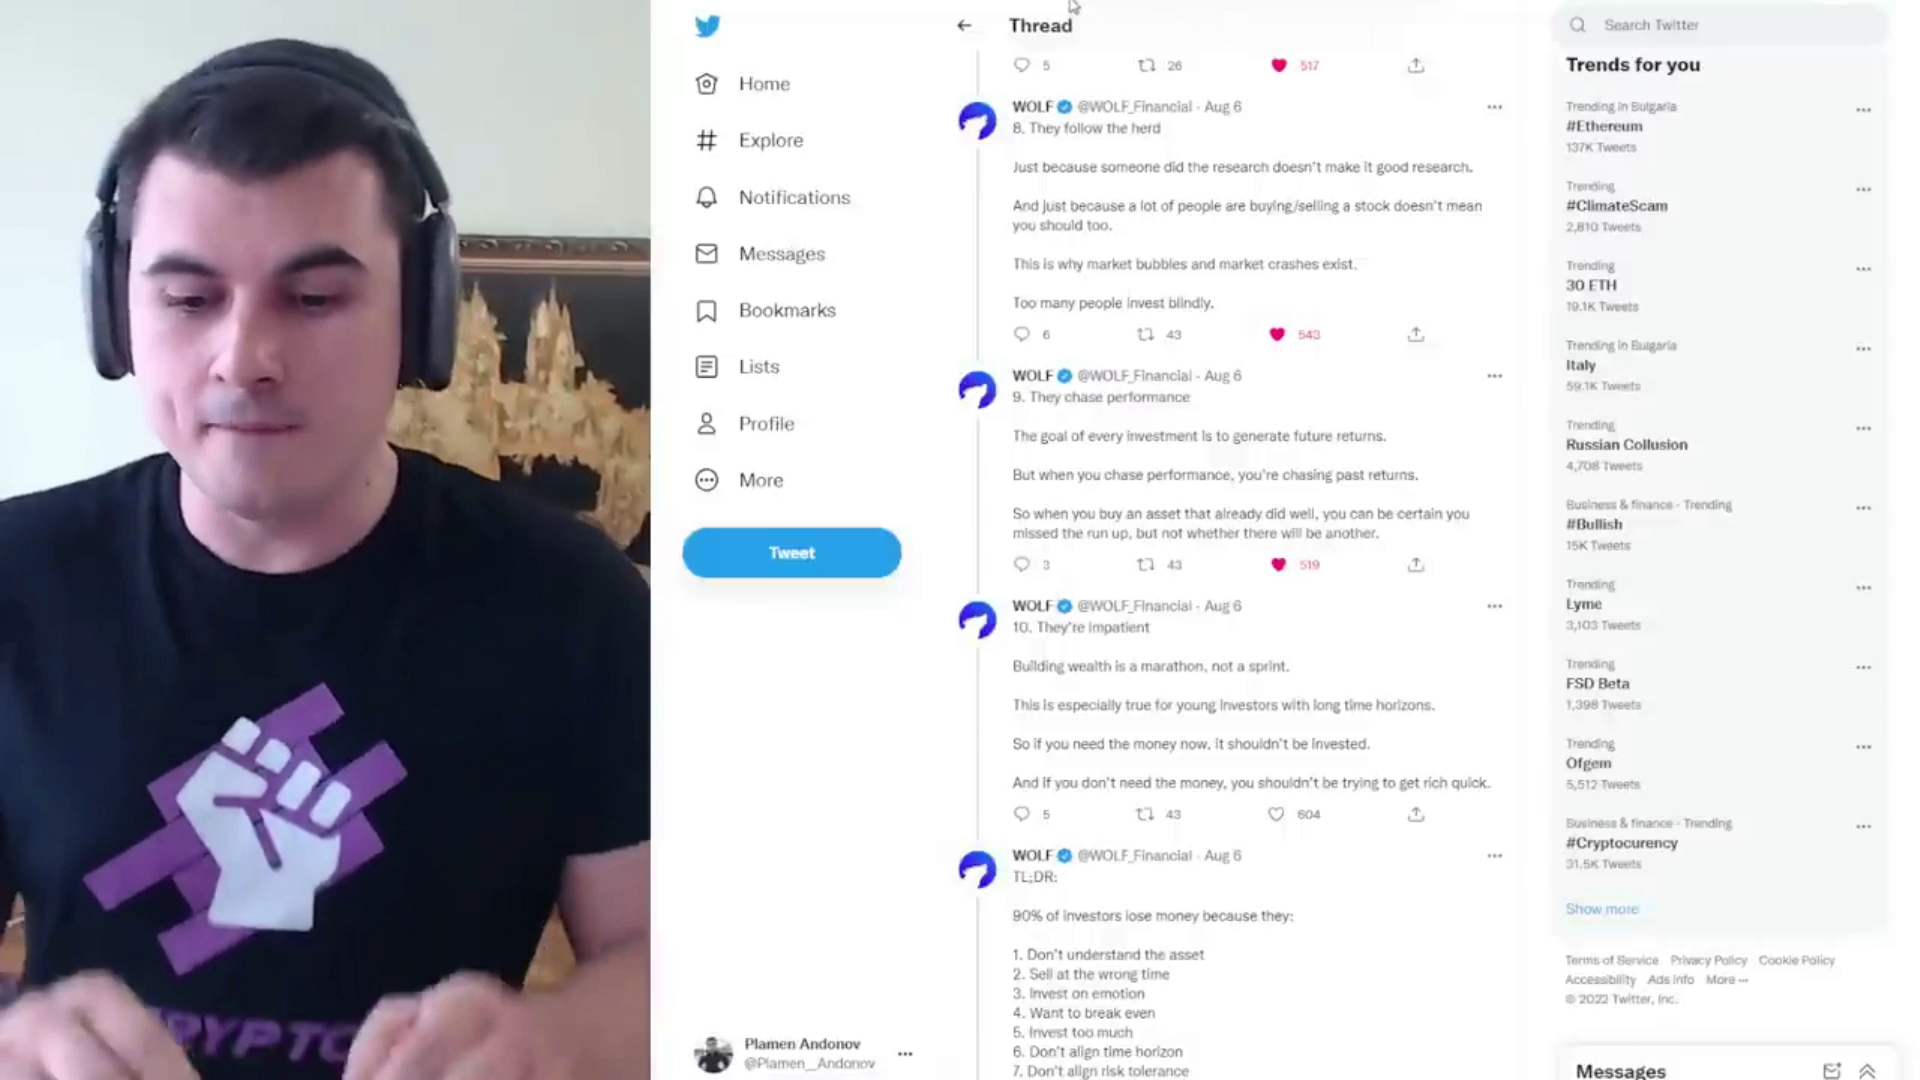 Home
Explore
Notifications
Messages
Bookmarks
Lists
Profile
More
Tweet
Plamen Andonov
@Plamen__Andonov
Thread
5 26 517
WOLF @WOLF_Financial · Aug 6
8. They follow the herd
Just because someone did the research doesn't make it good research.
And just because a lot of people are buying/selling a stock doesn't mean
you should too.
This is why market bubbles and market crashes exist.
Too many people invest blindly.
6 43 543
WOLF @WOLF_Financial · Aug 6
9. They chase performance
The goal of every investment is to generate future returns.
But when you chase performance, you're chasing past returns.
So when you buy an asset that already did well, you can be certain you
missed the run up, but not whether there will be another.
3 43 519
WOLF @WOLF_Financial · Aug 6
10. They're impatient
Building wealth is a marathon, not a sprint.
This is especially true for young investors with long time horizons.
So if you need the money now, it shouldn't be invested.
And if you don't need the money, you shouldn't be trying to get rich quick.
5 43 604
WOLF @WOLF_Financial · Aug 6
TL;DR:
90% of investors lose money because they:
1. Don't understand the asset
2. Sell at the wrong time
3. Invest on emotion
4. Want to break even
5. Invest too much
6. Don't align time horizon
7. Don't align risk tolerance
Search Twitter
Trends for you
Trending in Bulgaria
#Ethereum
137K Tweets
Trending
#ClimateScam
2,810 Tweets
Trending
30 ETH
19.1K Tweets
Trending in Bulgaria
Italy
59.1K Tweets
Trending
Russian Collusion
4,708 Tweets
Business & finance · Trending
#Bullish
15K Tweets
Trending
Lyme
3,103 Tweets
Trending
FSD Beta
1,398 Tweets
Trending
Ofgem
5,512 Tweets
Business & finance · Trending
#Cryptocurency
31.5K Tweets
Show more
Terms of Service Privacy Policy Cookie Policy
Accessibility Ads info More ···
© 2022 Twitter, Inc.
Messages